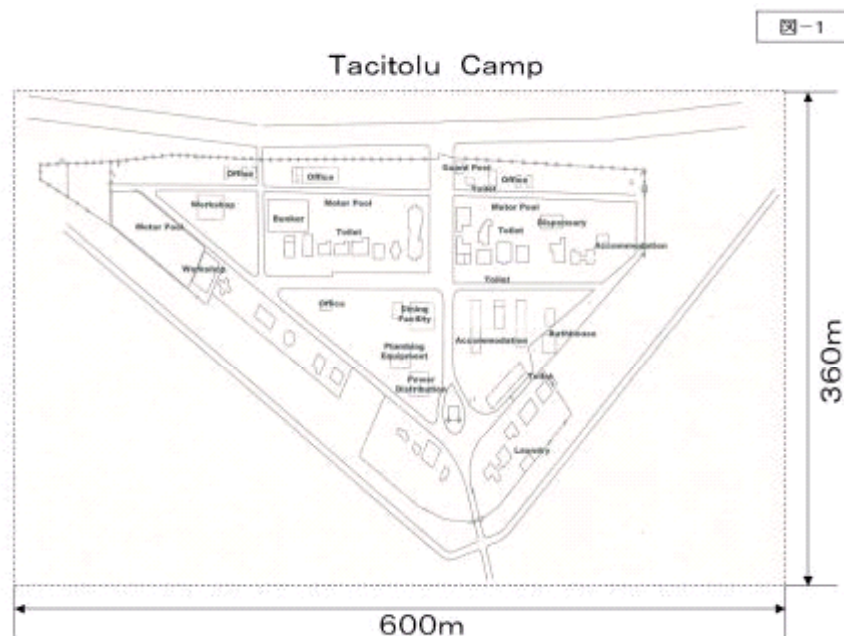 図-1
Tacitolu Camp
Office
Office
Guard Post
Toilet
Office
Workshop
Bunker
Motor Pool
Toilet
Motor Pool
Toilet
Dispensary
Accommodation
Motor Pool
Workshop
Toilet
Office
Dining
Facility
Plumbing
Equipment
Power
Distribution
Accommodation
Bathhouse
Toilet
Laundry
360m
600m